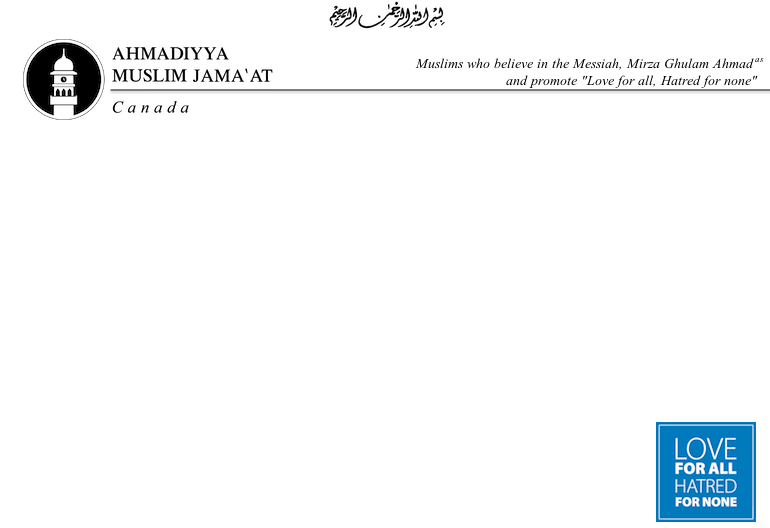 بسم الله الرحمن الرحيم
AHMADIYYA
MUSLIM JAMA`AT
Canada
Muslims who believe in the Messiah, Mirza Ghulam Ahmad as
and promote "Love for all, Hatred for none"
LOVE
FOR ALL
HATRED
FOR NONE